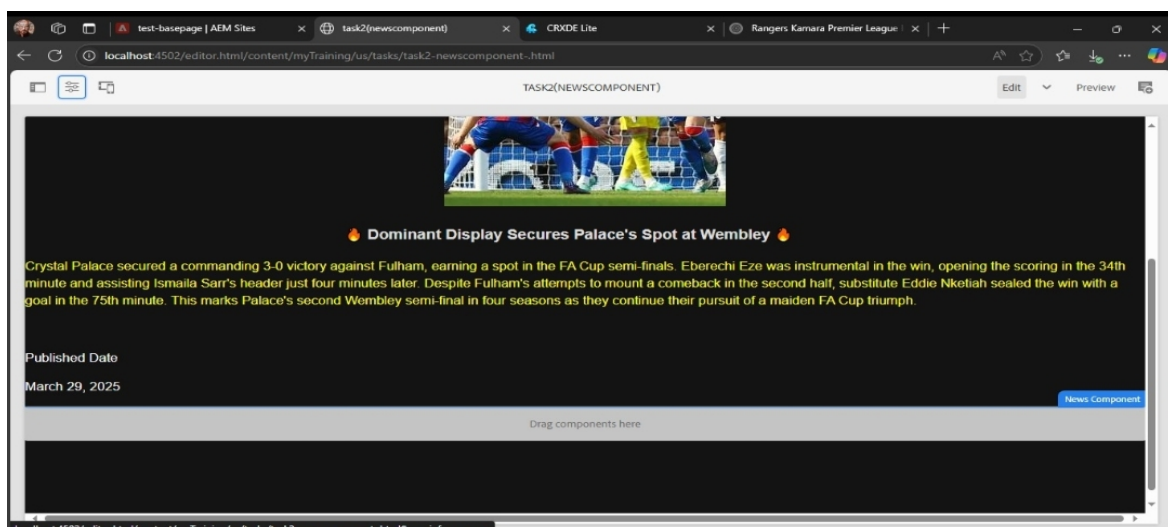 test-basepage | AEM Sites
task2(newscomponent)
CRXDE Lite
Rangers Kamara Premier League
localhost:4502/editor.html/content/myTraining/us/tasks/task2-newscomponent-.html
TASK2(NEWSCOMPONENT)
Edit
Preview
🔥 Dominant Display Secures Palace's Spot at Wembley 🔥
Crystal Palace secured a commanding 3-0 victory against Fulham, earning a spot in the FA Cup semi-finals. Eberechi Eze was instrumental in the win, opening the scoring in the 34th
minute and assisting Ismaila Sarr's header just four minutes later. Despite Fulham's attempts to mount a comeback in the second half, substitute Eddie Nketiah sealed the win with a
goal in the 75th minute. This marks Palace's second Wembley semi-final in four seasons as they continue their pursuit of a maiden FA Cup triumph.
Published Date
March 29, 2025
News Component
Drag components here